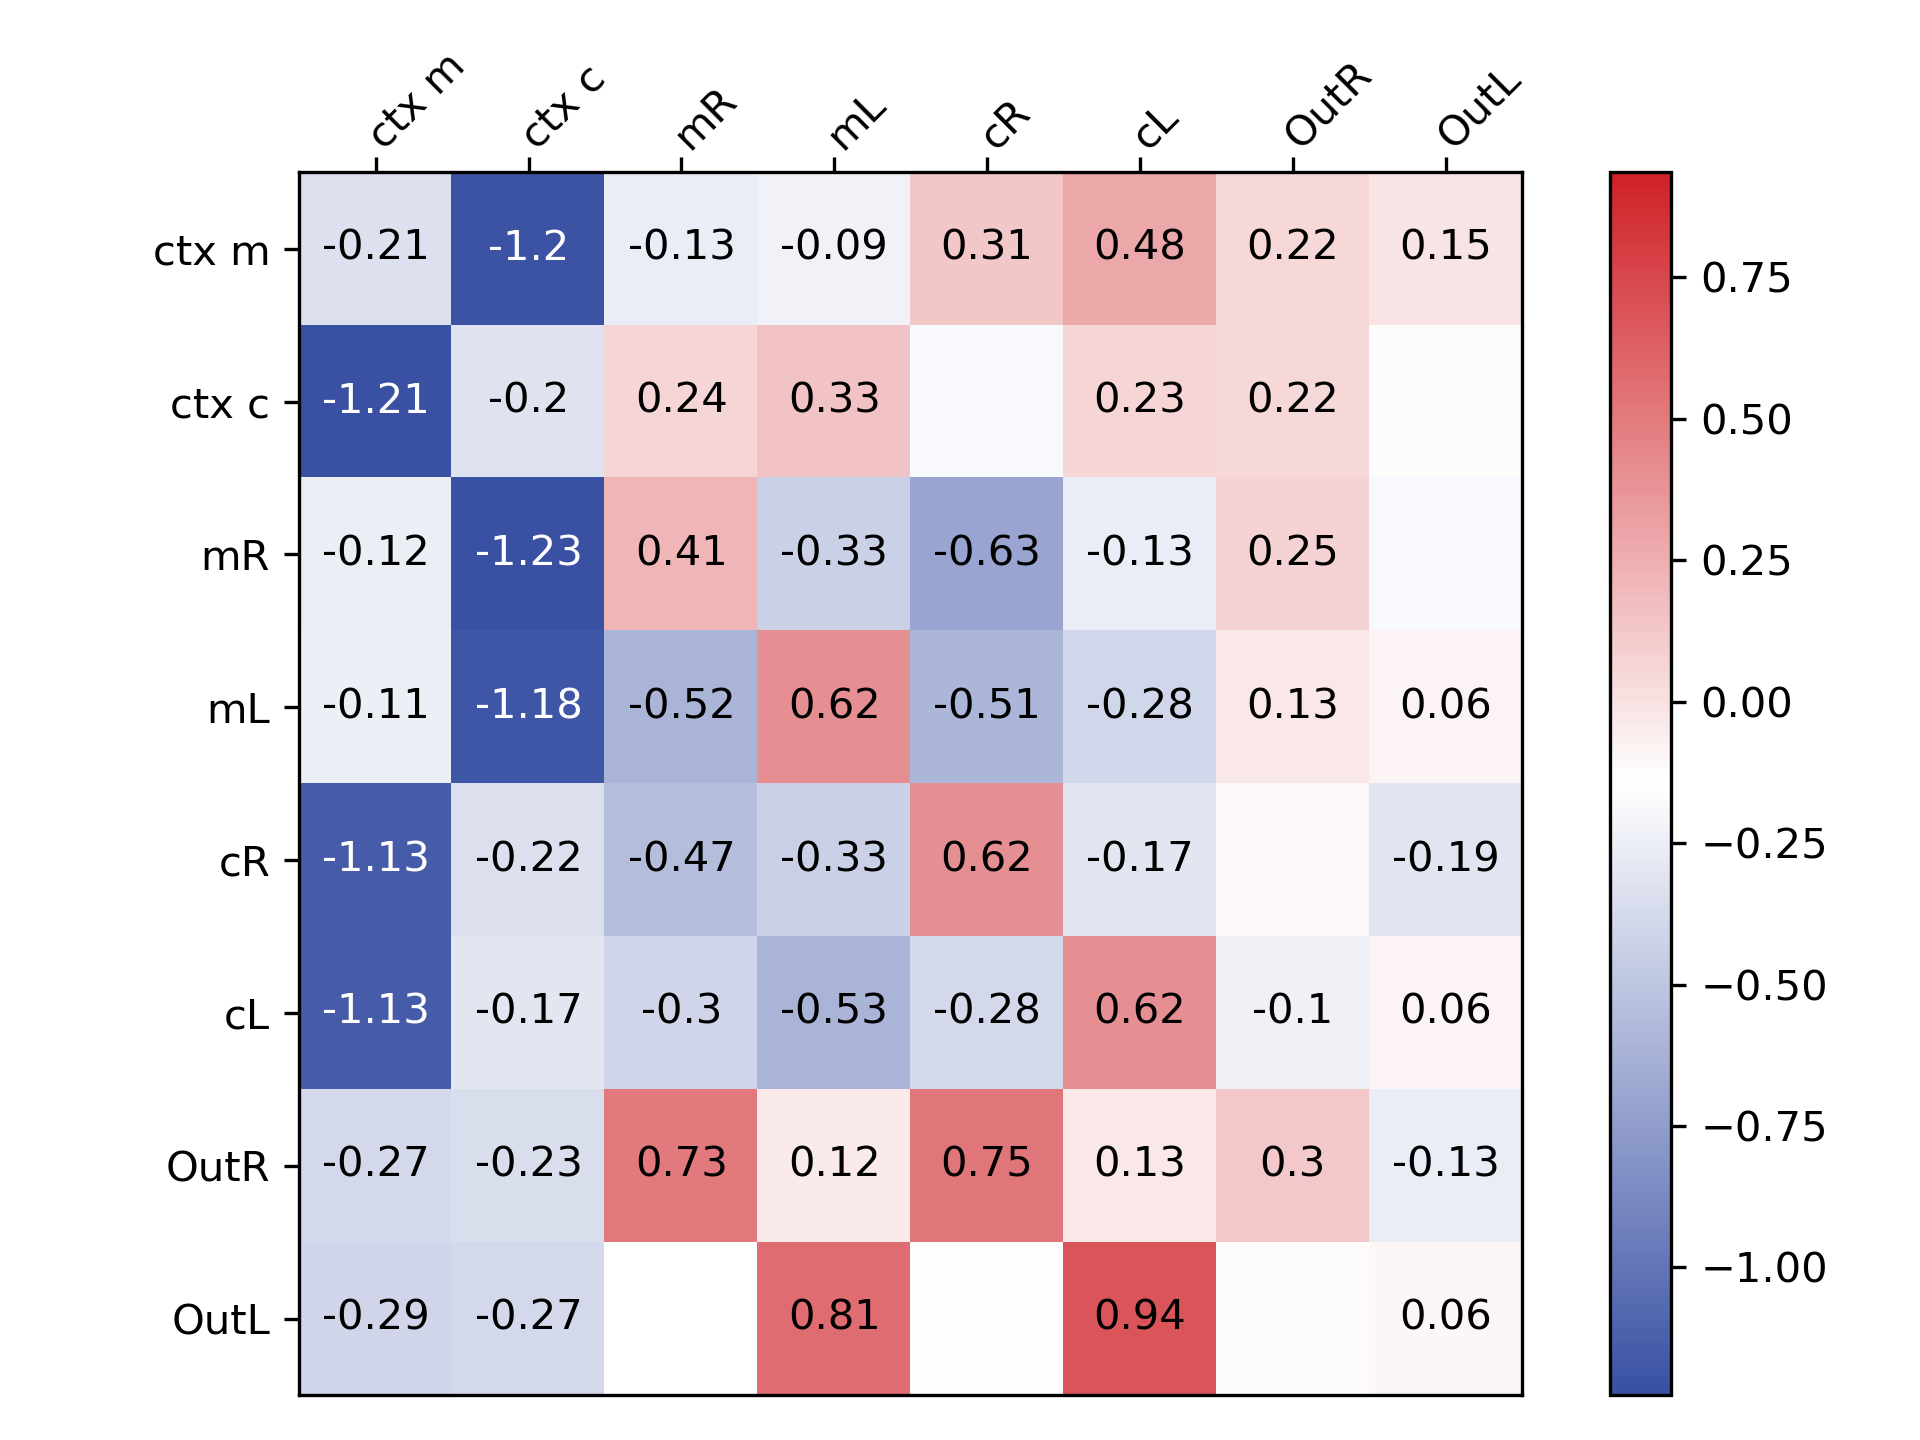 ctx m ctx c mR mL cR cL OutR OutL
ctx m -0.21 -1.2 -0.13 -0.09 0.31 0.48 0.22 0.15
0.75
ctx c -1.21 -0.2 0.24 0.33 0.23 0.22
0.50
mR -0.12 -1.23 0.41 -0.33 -0.63 -0.13 0.25
0.25
mL -0.11 -1.18 -0.52 0.62 -0.51 -0.28 0.13 0.06
0.00
cR -1.13 -0.22 -0.47 -0.33 0.62 -0.17 -0.19
−0.25
cL -1.13 -0.17 -0.3 -0.53 -0.28 0.62 -0.1 0.06
−0.50
OutR -0.27 -0.23 0.73 0.12 0.75 0.13 0.3 -0.13
−0.75
OutL -0.29 -0.27 0.81 0.94 0.06
−1.00